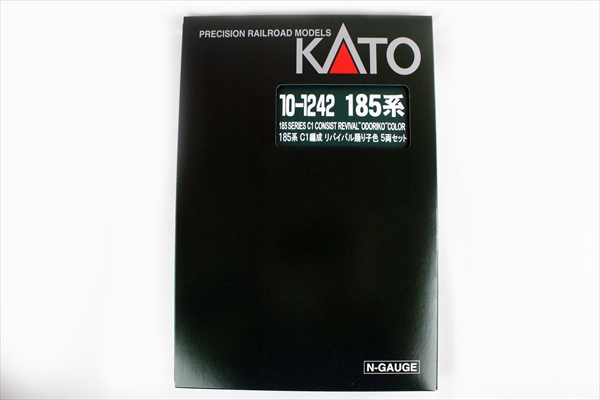 PRECISION RAILROAD MODELS
KATO
10-1242 185系
185 SERIES C1 CONSIST REVIVAL "ODORIKO" COLOR
185系 C1編成 リバイバル踊り子色 5両セット
N-GAUGE